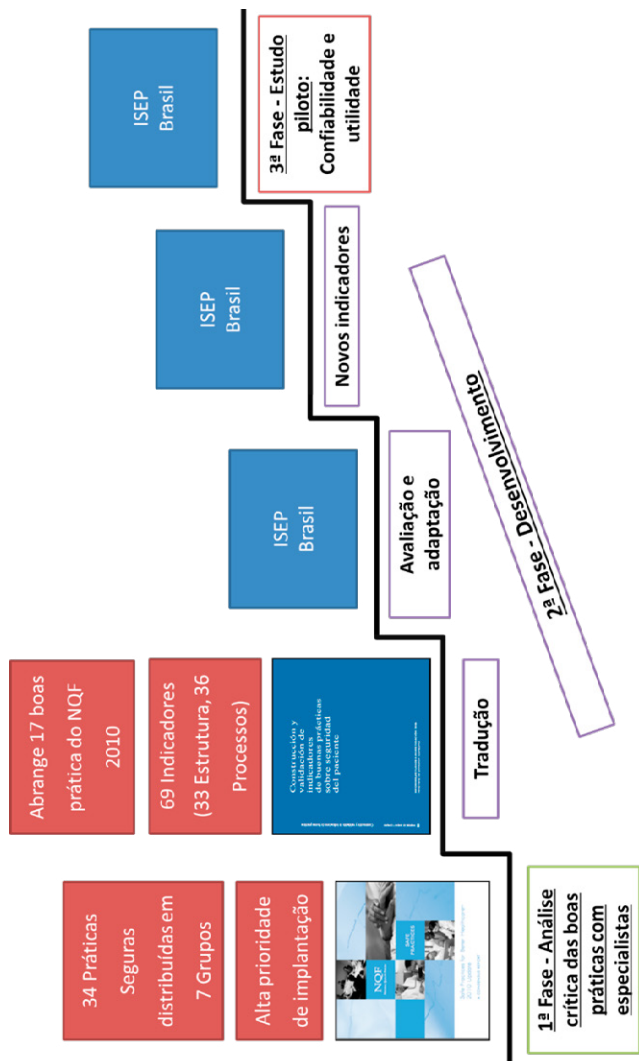 34 Práticas
Seguras
distribuídas em
7 Grupos
Alta prioridade
de implantação
NQF
SAFE
PRACTICES
1ª Fase - Análise
crítica das boas
práticas com
especialistas
Abrange 17 boas
prática do NQF
2010
69 Indicadores
(33 Estrutura, 36
Processos)
Construcción y
validación de
indicadores
de buenas prácticas
sobre seguridad
del paciente
Tradução
ISEP
Brasil
Avaliação e
adaptação
ISEP
Brasil
Novos indicadores
2ª Fase - Desenvolvimento
ISEP
Brasil
3ª Fase - Estudo
piloto:
Confiabilidade e
utilidade